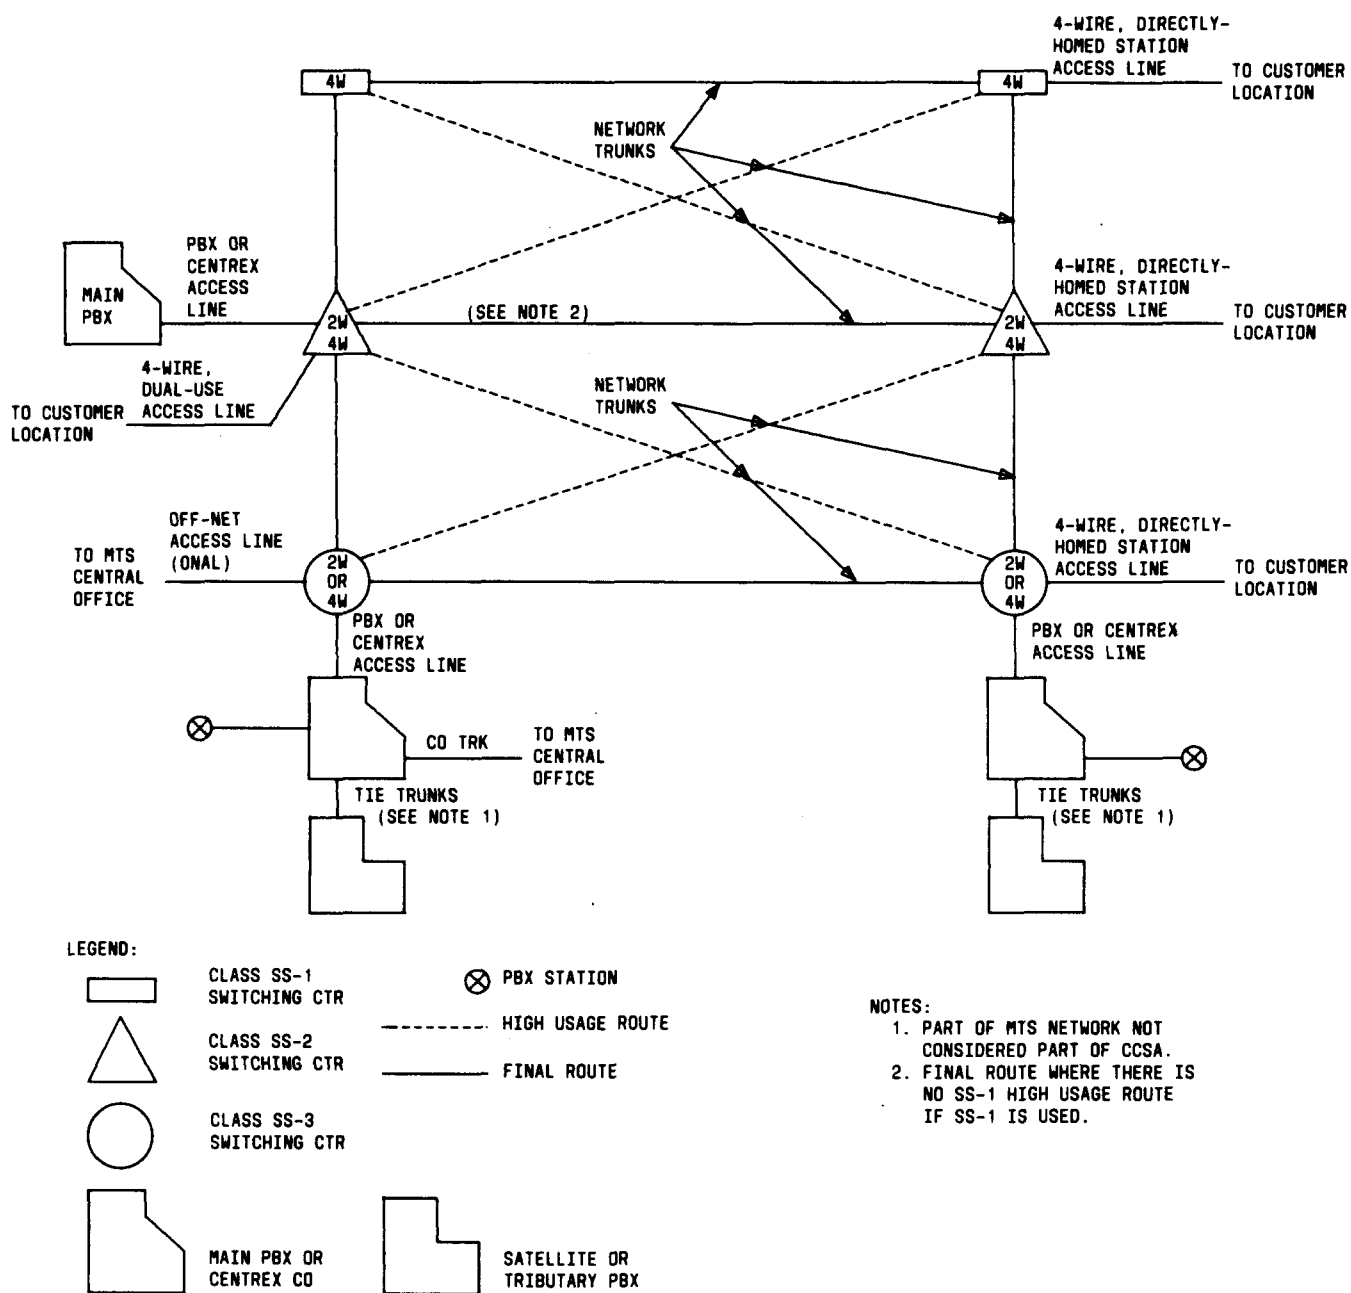 4-WIRE, DIRECTLY-
HOMED STATION
ACCESS LINE
4W
4W
TO CUSTOMER
LOCATION
NETWORK
TRUNKS
PBX OR
CENTREX
ACCESS
LINE
MAIN
PBX
2W
4W
(SEE NOTE 2)
2W
4W
4-WIRE, DIRECTLY-
HOMED STATION
ACCESS LINE
TO CUSTOMER
LOCATION
4-WIRE,
DUAL-USE
ACCESS LINE
TO CUSTOMER
LOCATION
NETWORK
TRUNKS
OFF-NET
ACCESS LINE
(ONAL)
TO MTS
CENTRAL
OFFICE
2W
OR
4W
2W
OR
4W
4-WIRE, DIRECTLY-
HOMED STATION
ACCESS LINE
TO CUSTOMER
LOCATION
PBX OR
CENTREX
ACCESS LINE
PBX OR CENTREX
ACCESS LINE
CO TRK
TO MTS
CENTRAL
OFFICE
TIE TRUNKS
(SEE NOTE 1)
TIE TRUNKS
(SEE NOTE 1)
LEGEND:
CLASS SS-1
SWITCHING CTR
CLASS SS-2
SWITCHING CTR
CLASS SS-3
SWITCHING CTR
MAIN PBX OR
CENTREX CO
PBX STATION
HIGH USAGE ROUTE
FINAL ROUTE
SATELLITE OR
TRIBUTARY PBX
NOTES:
1. PART OF MTS NETWORK NOT
CONSIDERED PART OF CCSA.
2. FINAL ROUTE WHERE THERE IS
NO SS-1 HIGH USAGE ROUTE
IF SS-1 IS USED.